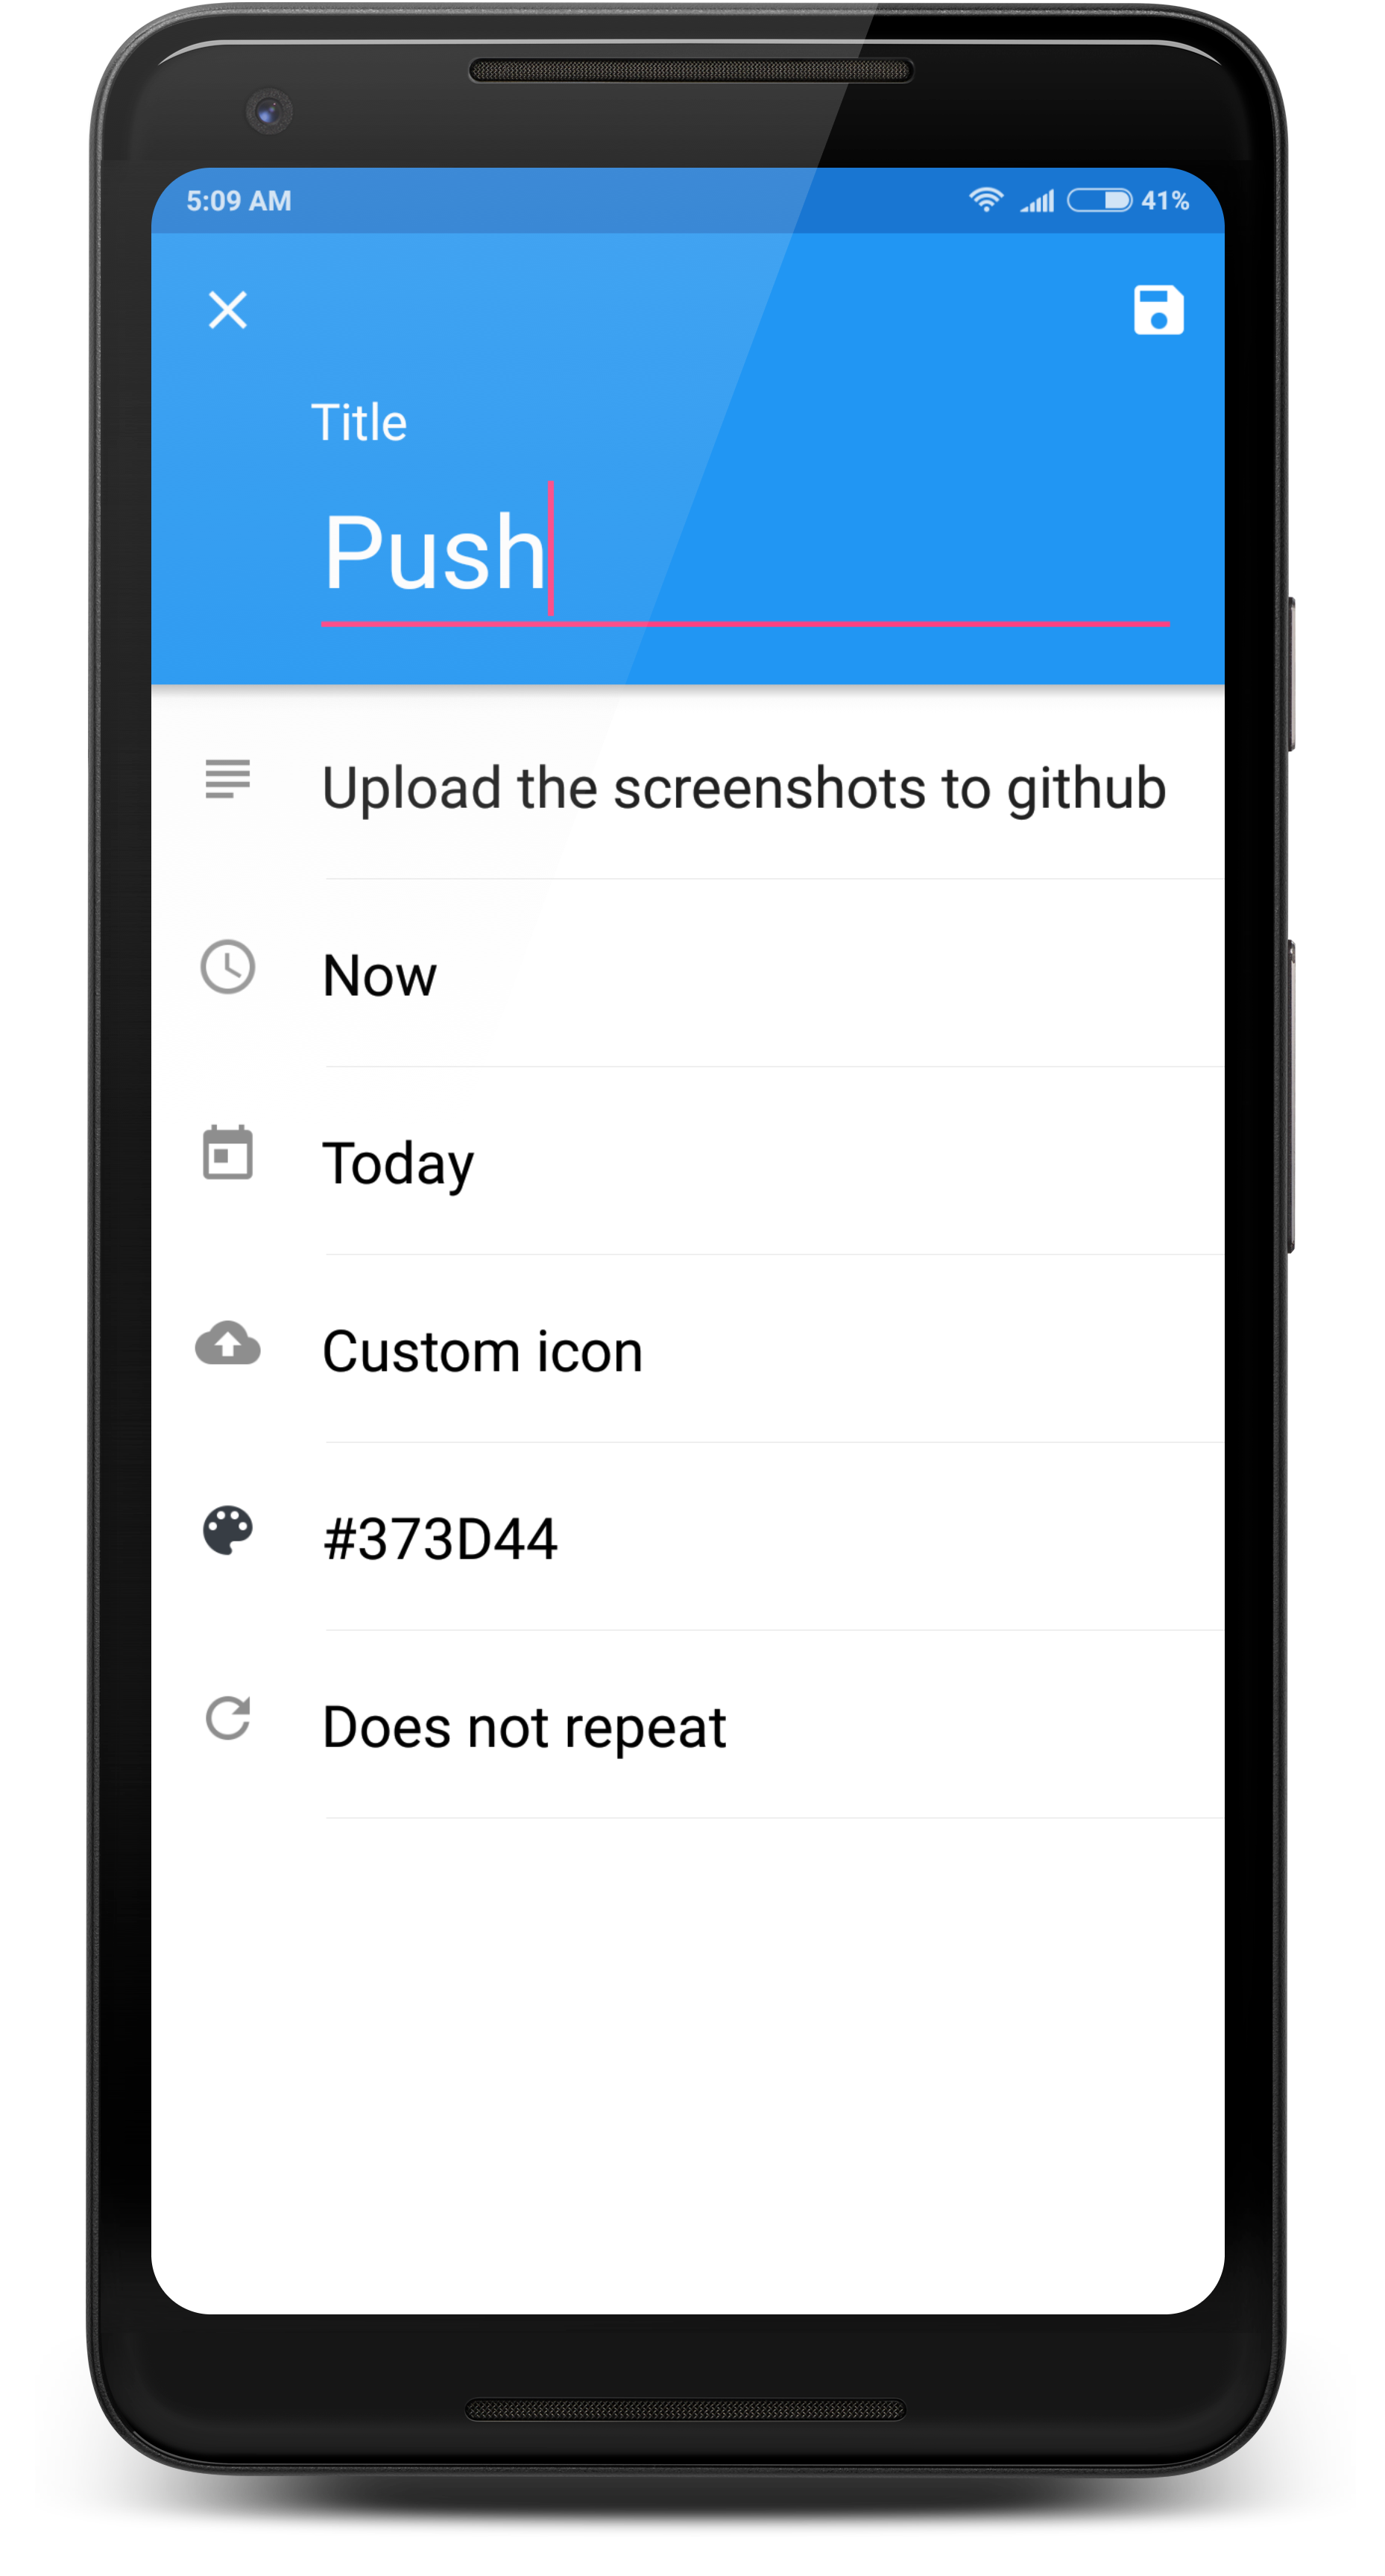 5:09 AM 41%
Title
Push
Upload the screenshots to github
Now
Today
Custom icon
#373D44
Does not repeat